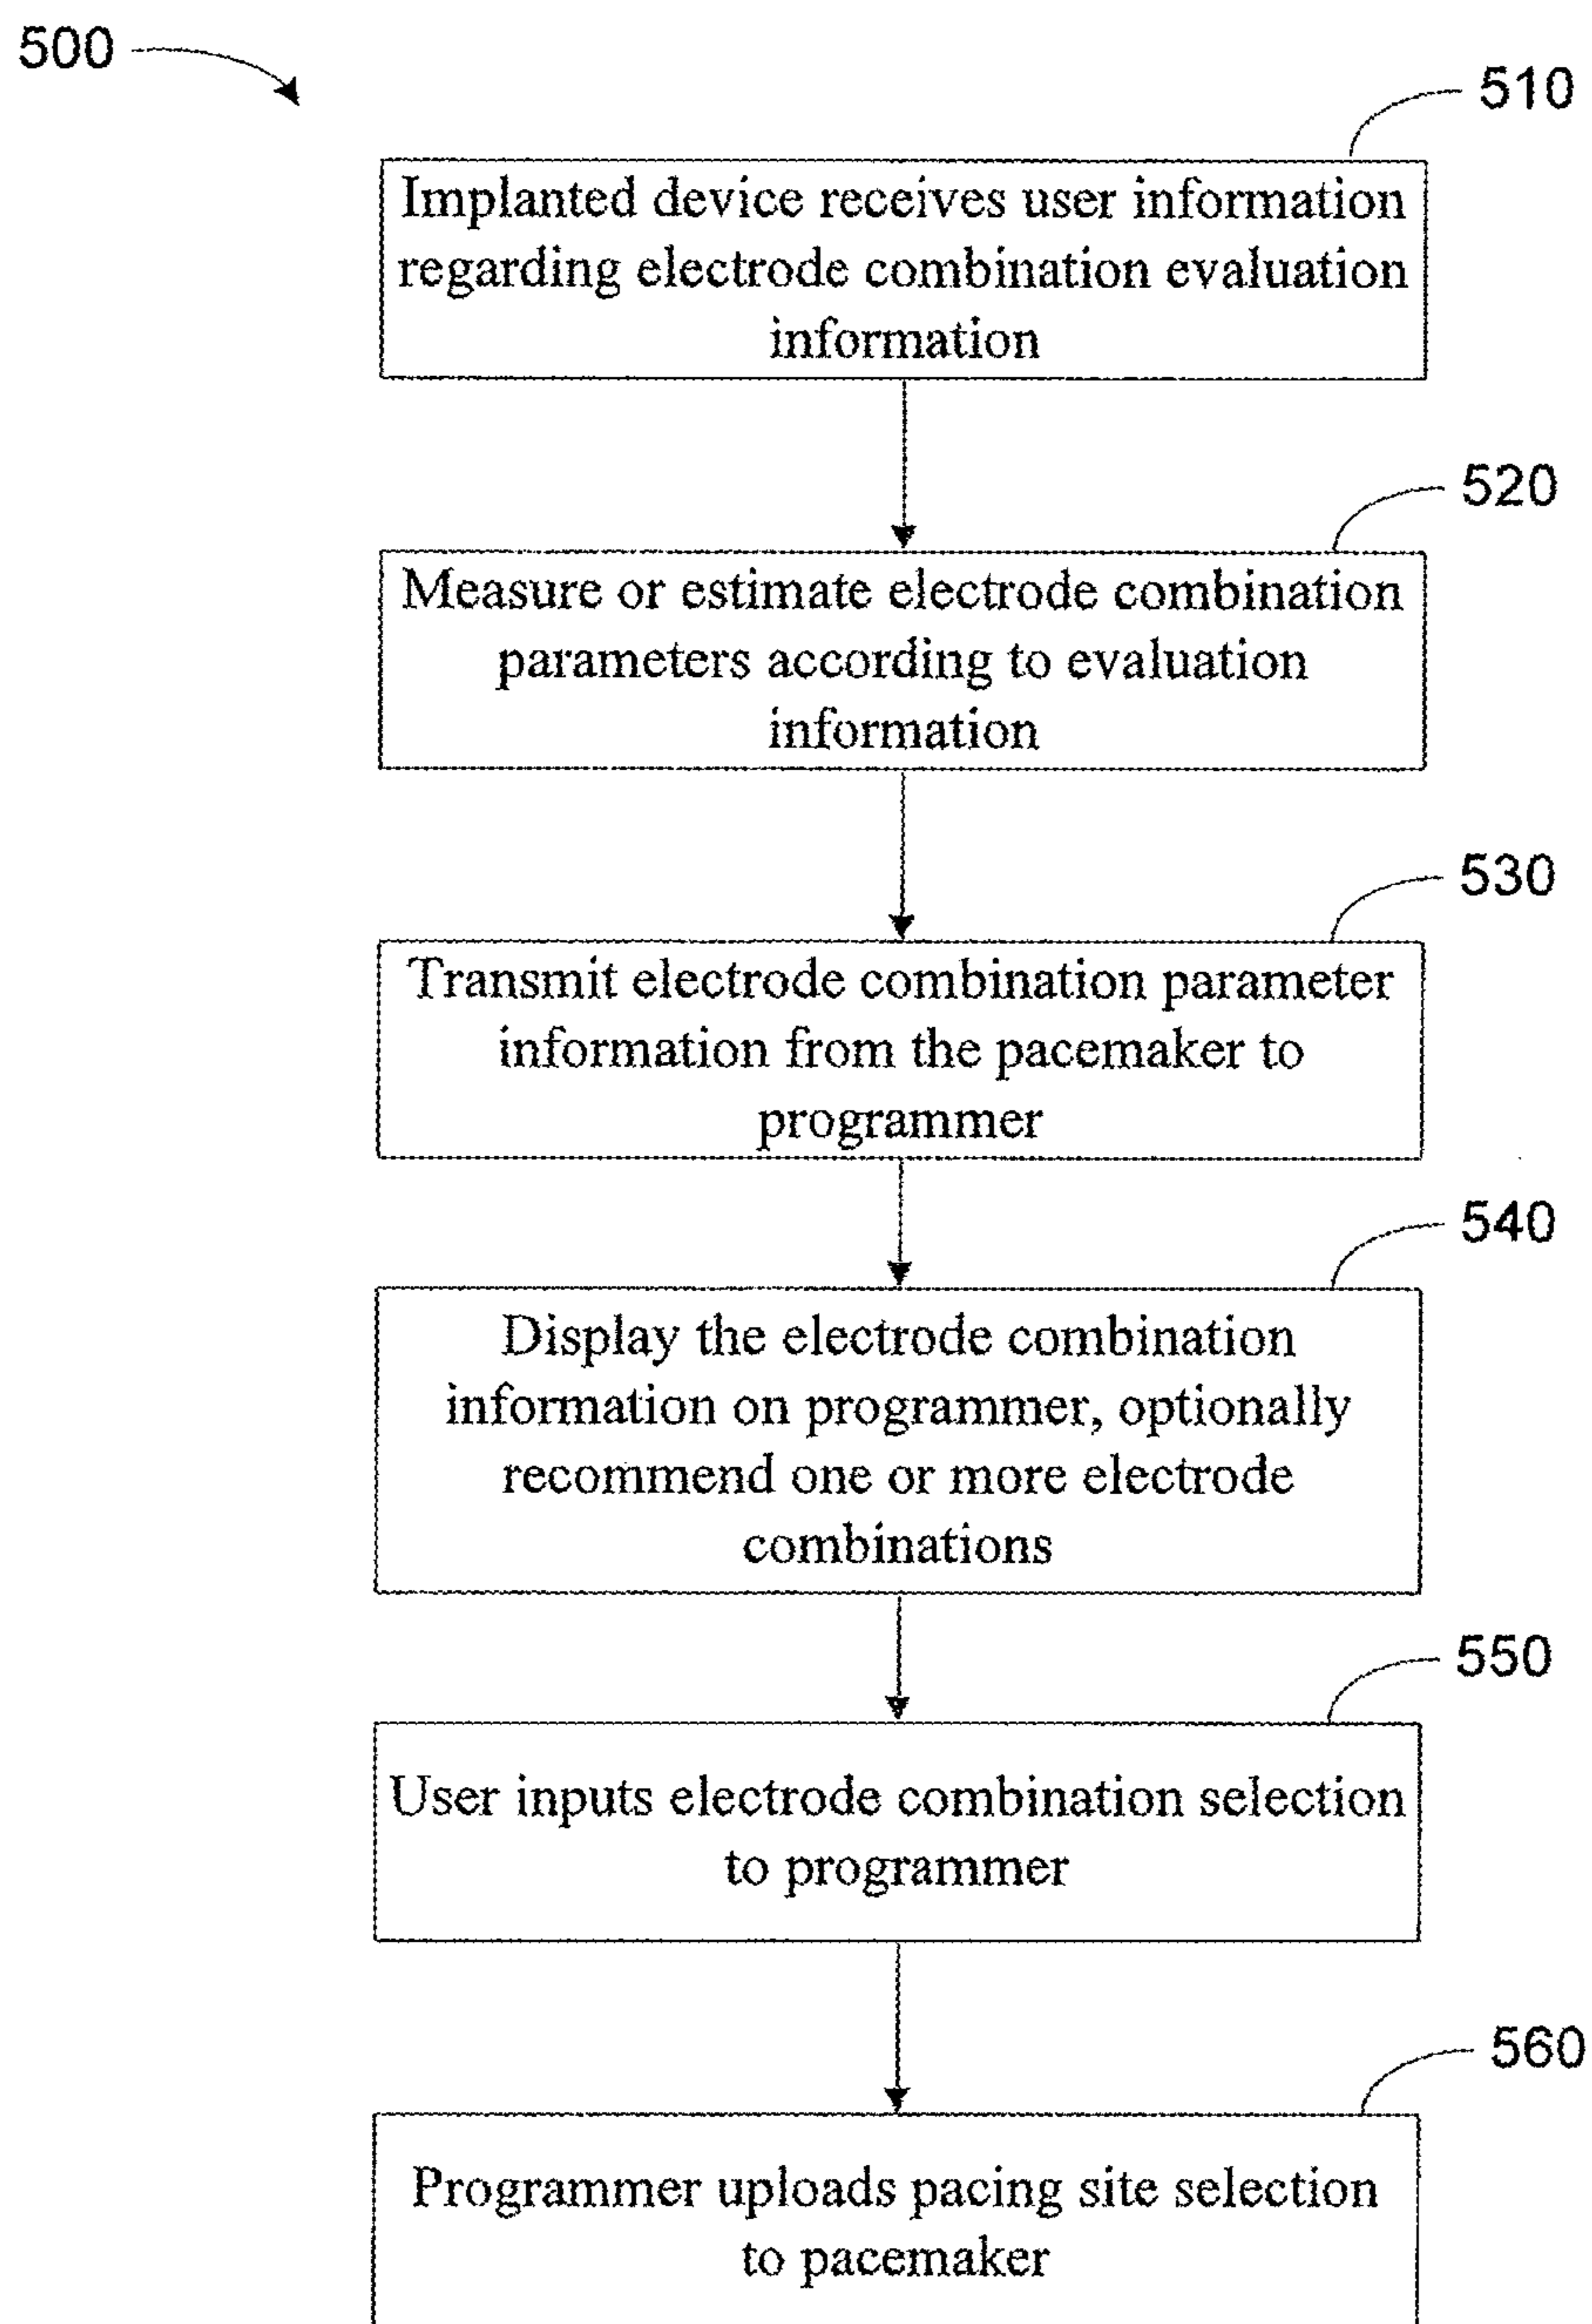 500
510
Implanted device receives user information
regarding electrode combination evaluation
information
520
Measure or estimate electrode combination
parameters according to evaluation
information
530
Transmit electrode combination parameter
information from the pacemaker to
programmer
540
Display the electrode combination
information on programmer, optionally
recommend one or more electrode
combinations
550
User inputs electrode combination selection
to programmer
560
Programmer uploads pacing site selection
to pacemaker